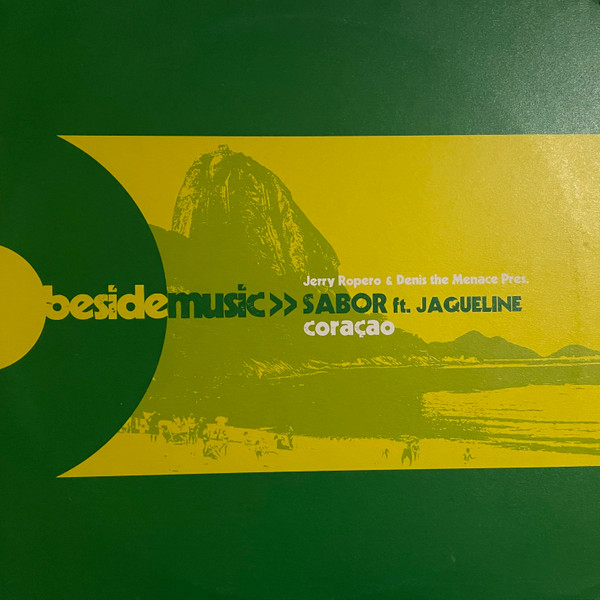 Jerry Ropero & Denis the Menace Pres.
besidemusic>> SABOR ft. JAQUELINE
coraçao